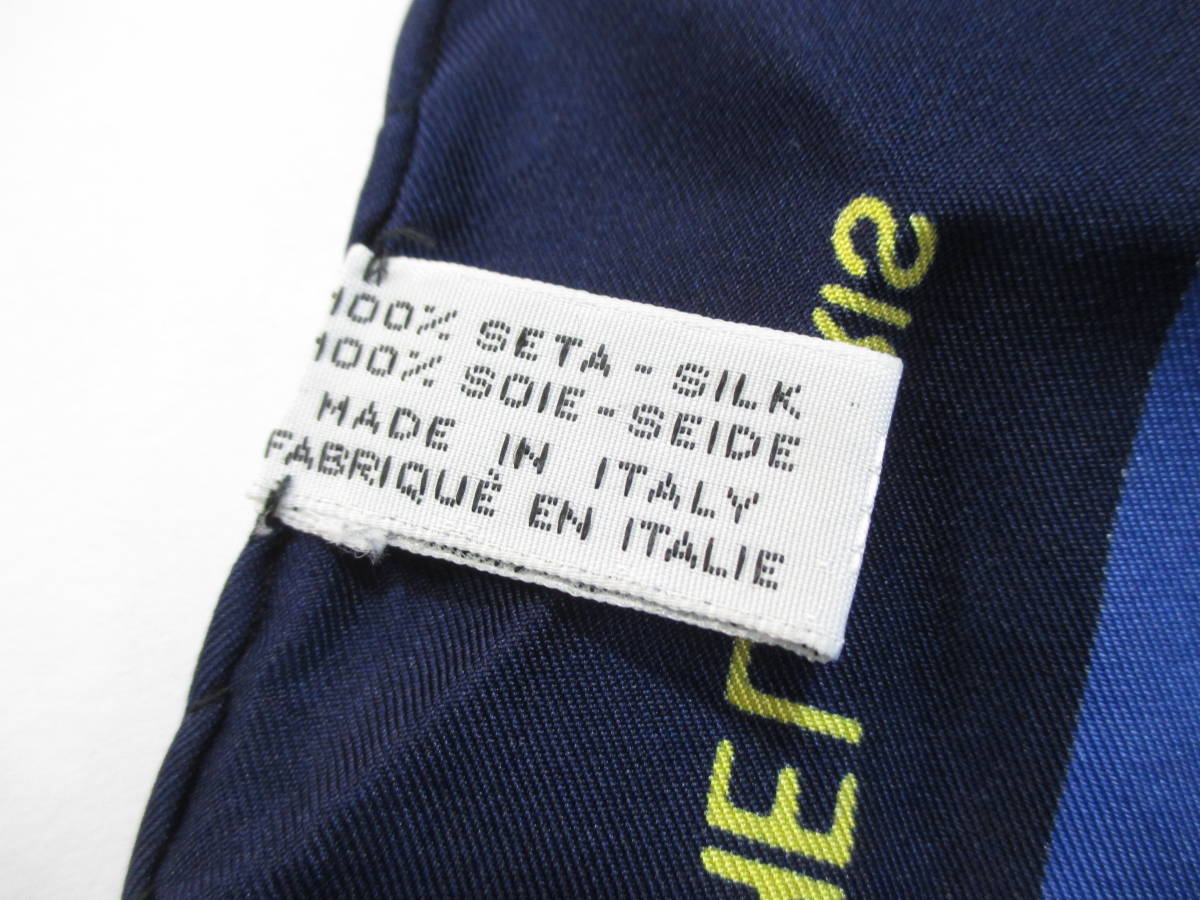 100% SETA - SILK
100% SOIE - SEIDE
MADE IN ITALY
FABRIQUÉ EN ITALIE